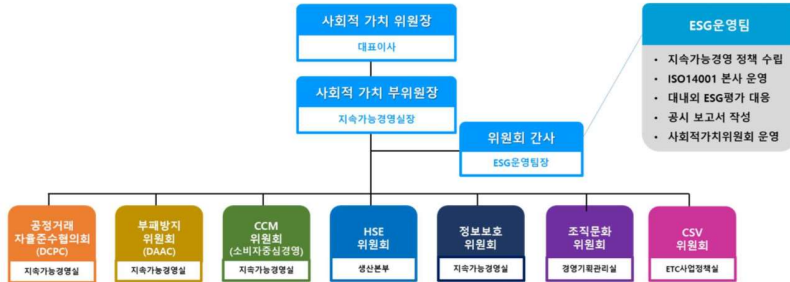 사회적 가치 위원장
대표이사
사회적 가치 부위원장
지속가능경영실장
위원회 간사
ESG운영팀장
ESG운영팀
• 지속가능경영 정책 수립
• ISO14001 본사 운영
• 대내외 ESG평가 대응
• 공시 보고서 작성
• 사회적가치위원회 운영
공정거래
자율준수협의회
(DCPC)
지속가능경영실
부패방지
위원회
(DAAC)
지속가능경영실
CCM
위원회
(소비자중심경영)
지속가능경영실
HSE
위원회
생산본부
정보보호
위원회
지속가능경영실
조직문화
위원회
경영기획관리실
CSV
위원회
ETC사업정책실